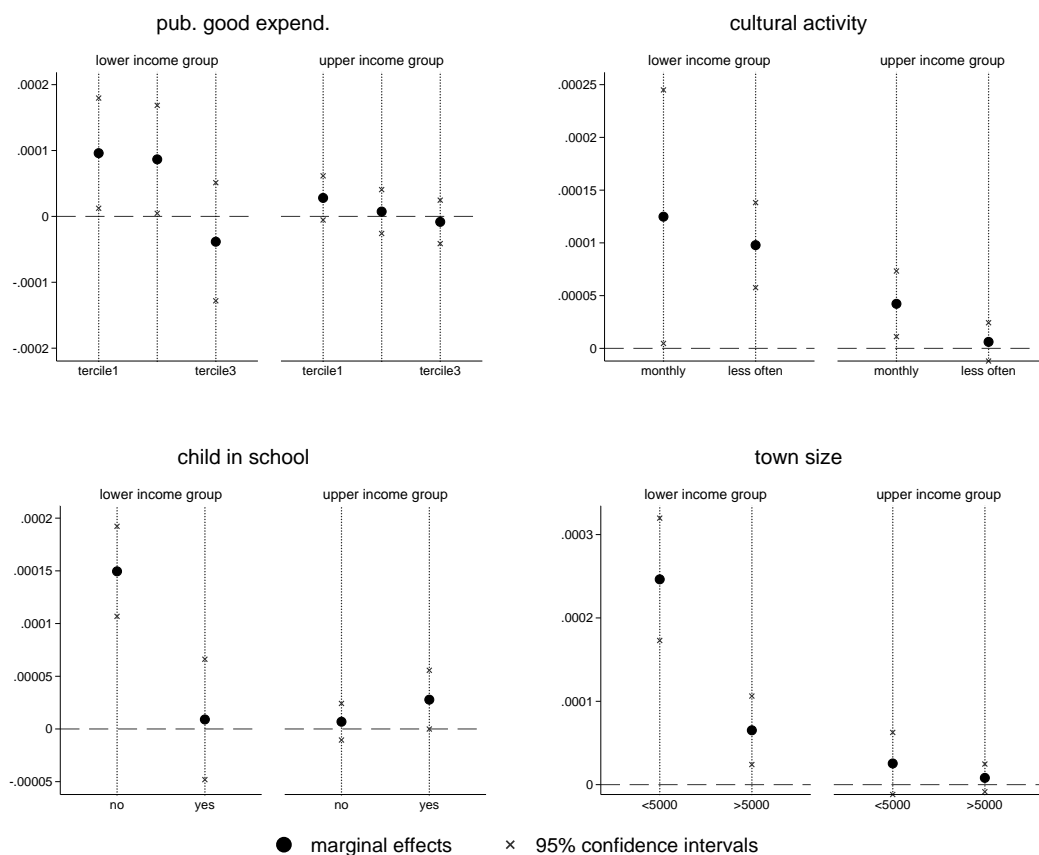 pub. good expend.
lower income group
upper income group
.0002
.0001
0
-.0001
-.0002
tercile1
tercile3
tercile1
tercile3
cultural activity
lower income group
upper income group
.00025
.0002
.00015
.0001
.00005
0
monthly
less often
monthly
less often
child in school
lower income group
upper income group
.0002
.00015
.0001
.00005
0
-.00005
no
yes
no
yes
town size
lower income group
upper income group
.0003
.0002
.0001
0
<5000
>5000
<5000
>5000
marginal effects
95% confidence intervals